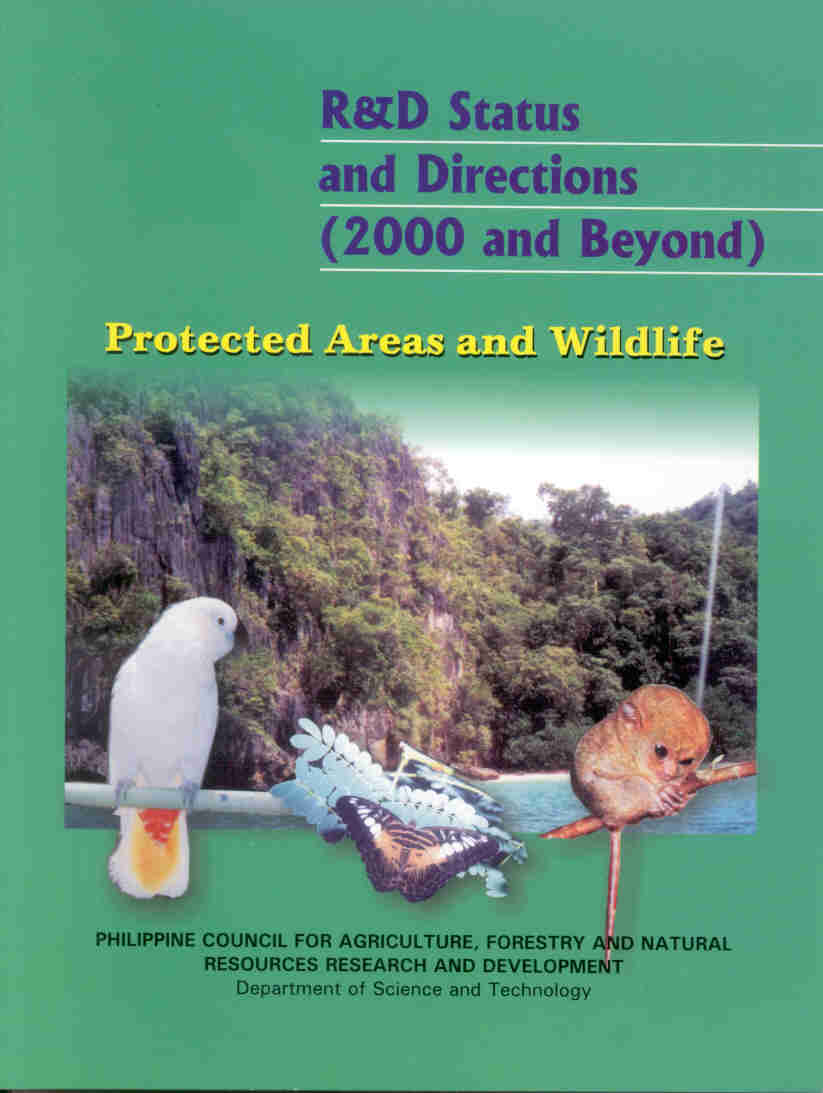 R&D Status
and Directions
(2000 and Beyond)
Protected Areas and Wildlife
PHILIPPINE COUNCIL FOR AGRICULTURE, FORESTRY AND NATURAL
RESOURCES RESEARCH AND DEVELOPMENT
Department of Science and Technology